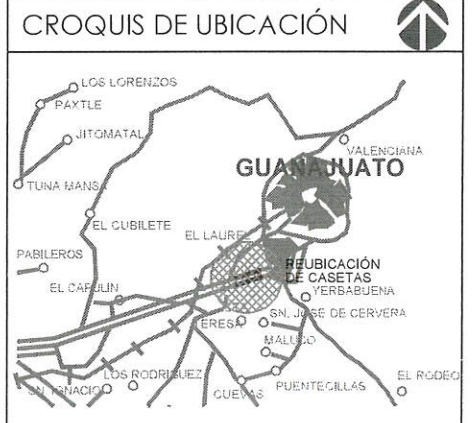 CROQUIS DE UBICACIÓN
LOS LORENZOS
PAXTLE
JITOMATAL
VALENCIANA
GUANAJUATO
TUNA MANSA
EL CUBILETE
EL LAUREL
PABILEROS
REUBICACIÓN
DE CASETAS
EL CAPULIN
YERBABUENA
ERESA
SN. JOSE DE CERVERA
MALUCO
SN. IGNACIO
LOS RODRIGUEZ
CUEVAS
PUENTECILLAS
EL RODEO